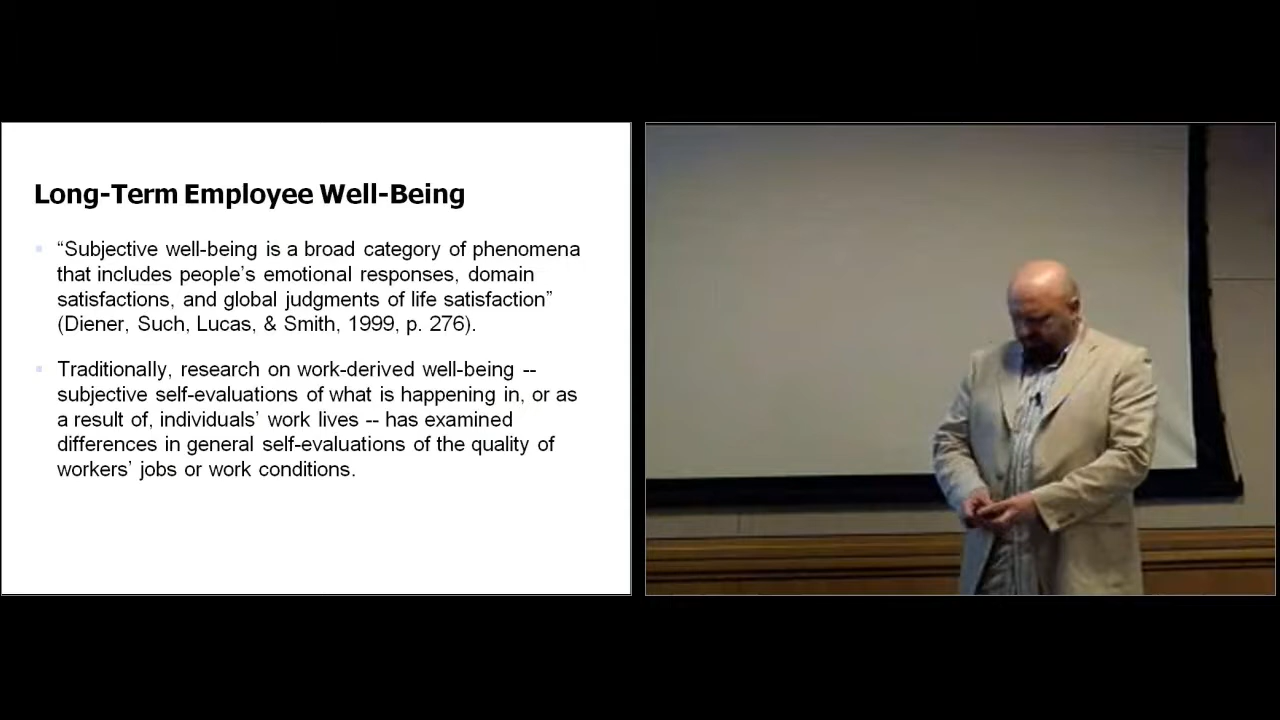 Long-Term Employee Well-Being
“Subjective well-being is a broad category of phenomena
that includes people’s emotional responses, domain
satisfactions, and global judgments of life satisfaction”
(Diener, Such, Lucas, & Smith, 1999, p. 276).
Traditionally, research on work-derived well-being --
subjective self-evaluations of what is happening in, or as
a result of, individuals’ work lives -- has examined
differences in general self-evaluations of the quality of
workers’ jobs or work conditions.